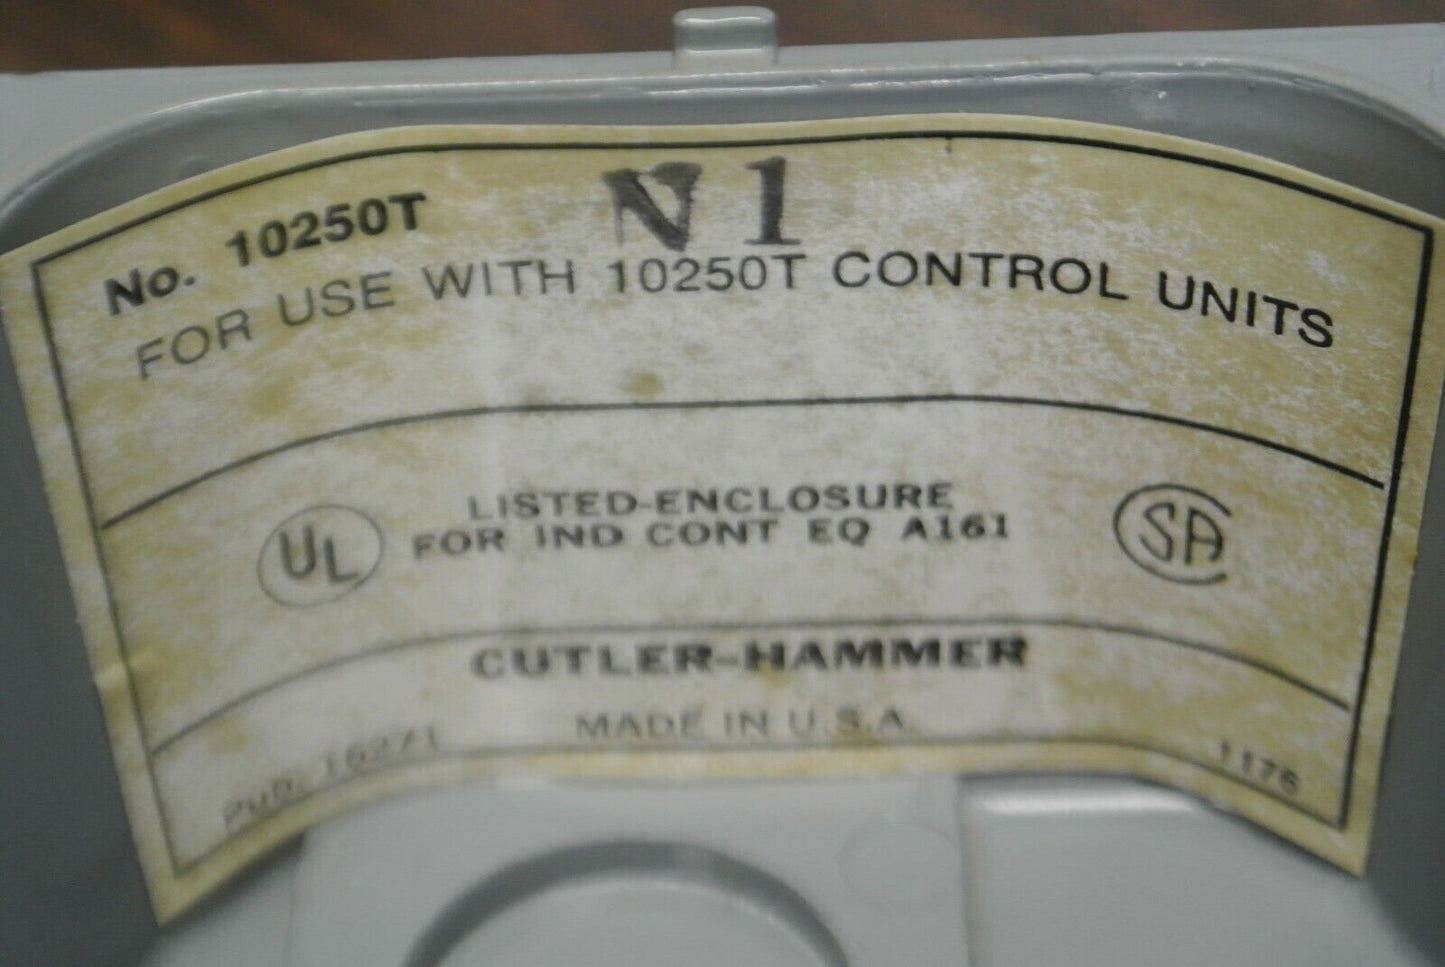 No. 10250T N1
FOR USE WITH 10250T CONTROL UNITS
UL
LISTED-ENCLOSURE
FOR IND CONT EQ A161
SA
CUTLER-HAMMER
MADE IN U.S.A.
Pub. 16271
1176